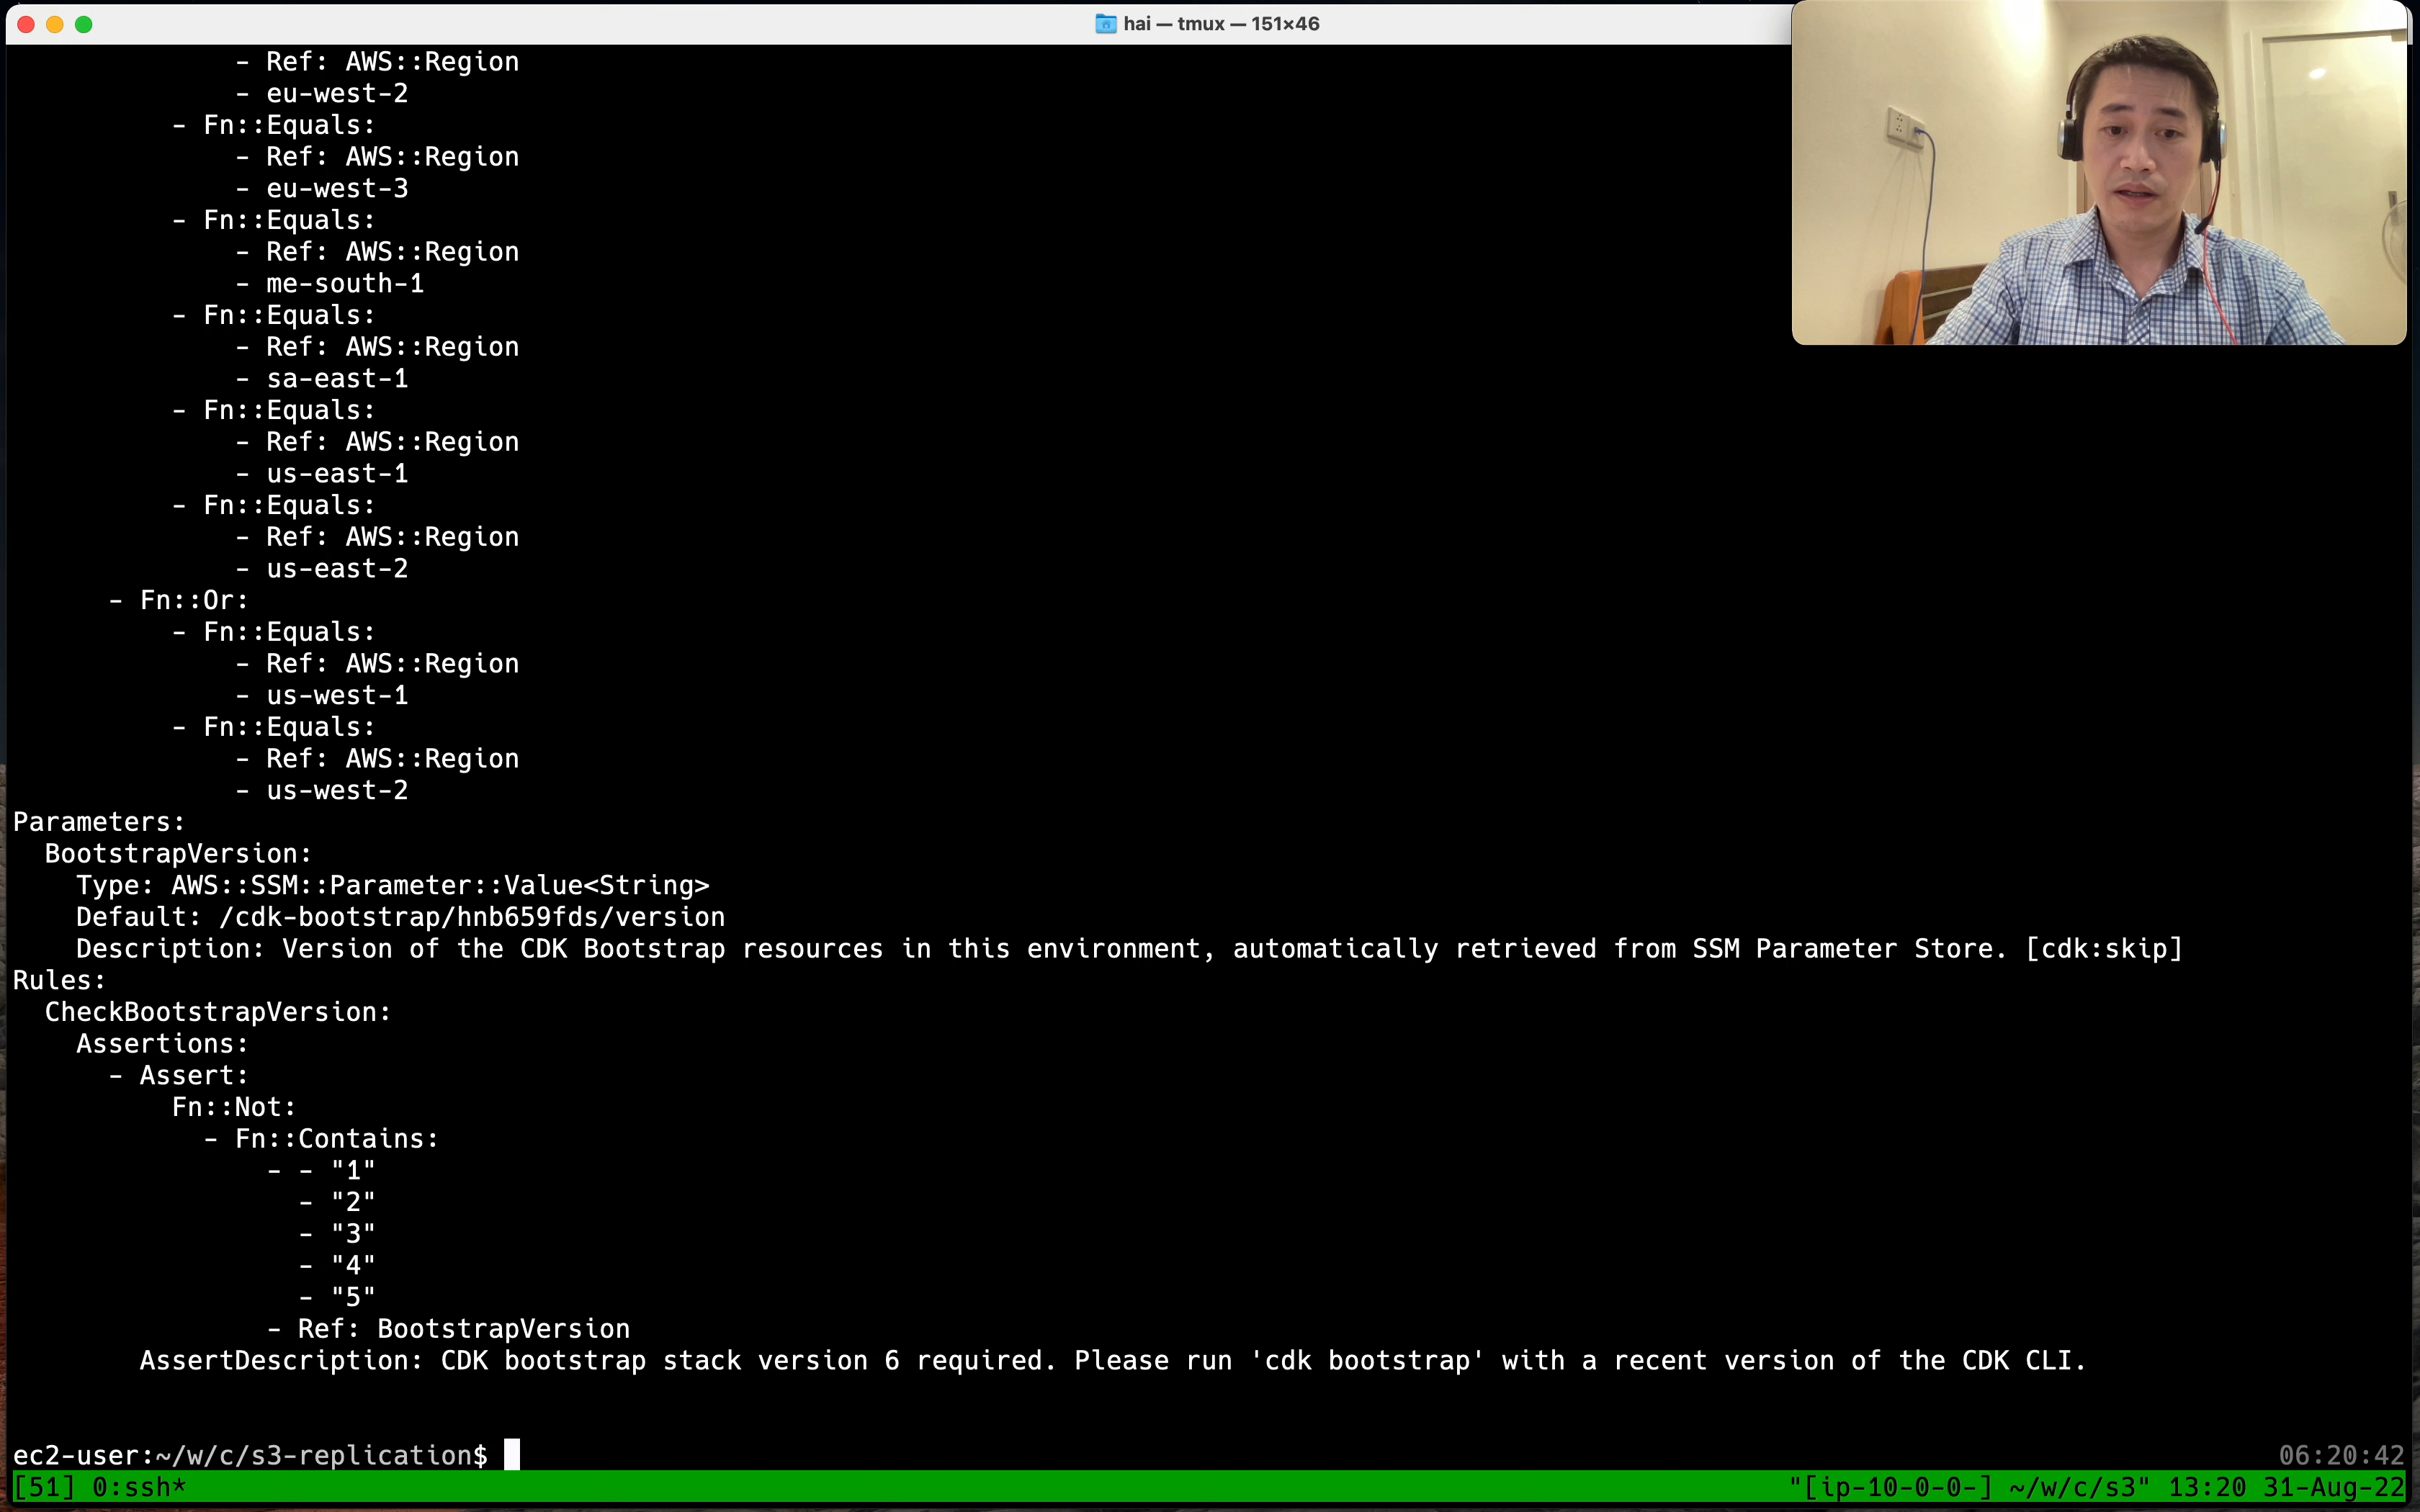 hai — tmux — 151×46
- Ref: AWS::Region
- eu-west-2
- Fn::Equals:
- Ref: AWS::Region
- eu-west-3
- Fn::Equals:
- Ref: AWS::Region
- me-south-1
- Fn::Equals:
- Ref: AWS::Region
- sa-east-1
- Fn::Equals:
- Ref: AWS::Region
- us-east-1
- Fn::Equals:
- Ref: AWS::Region
- us-east-2
- Fn::Or:
- Fn::Equals:
- Ref: AWS::Region
- us-west-1
- Fn::Equals:
- Ref: AWS::Region
- us-west-2
Parameters:
BootstrapVersion:
Type: AWS::SSM::Parameter::Value<String>
Default: /cdk-bootstrap/hnb659fds/version
Description: Version of the CDK Bootstrap resources in this environment, automatically retrieved from SSM Parameter Store. [cdk:skip]
Rules:
CheckBootstrapVersion:
Assertions:
- Assert:
Fn::Not:
- Fn::Contains:
- - "1"
- "2"
- "3"
- "4"
- "5"
- Ref: BootstrapVersion
AssertDescription: CDK bootstrap stack version 6 required. Please run 'cdk bootstrap' with a recent version of the CDK CLI.
ec2-user:~/w/c/s3-replication$ 06:20:42
[51] 0:ssh* "[ip-10-0-0-] ~/w/c/s3" 13:20 31-Aug-22